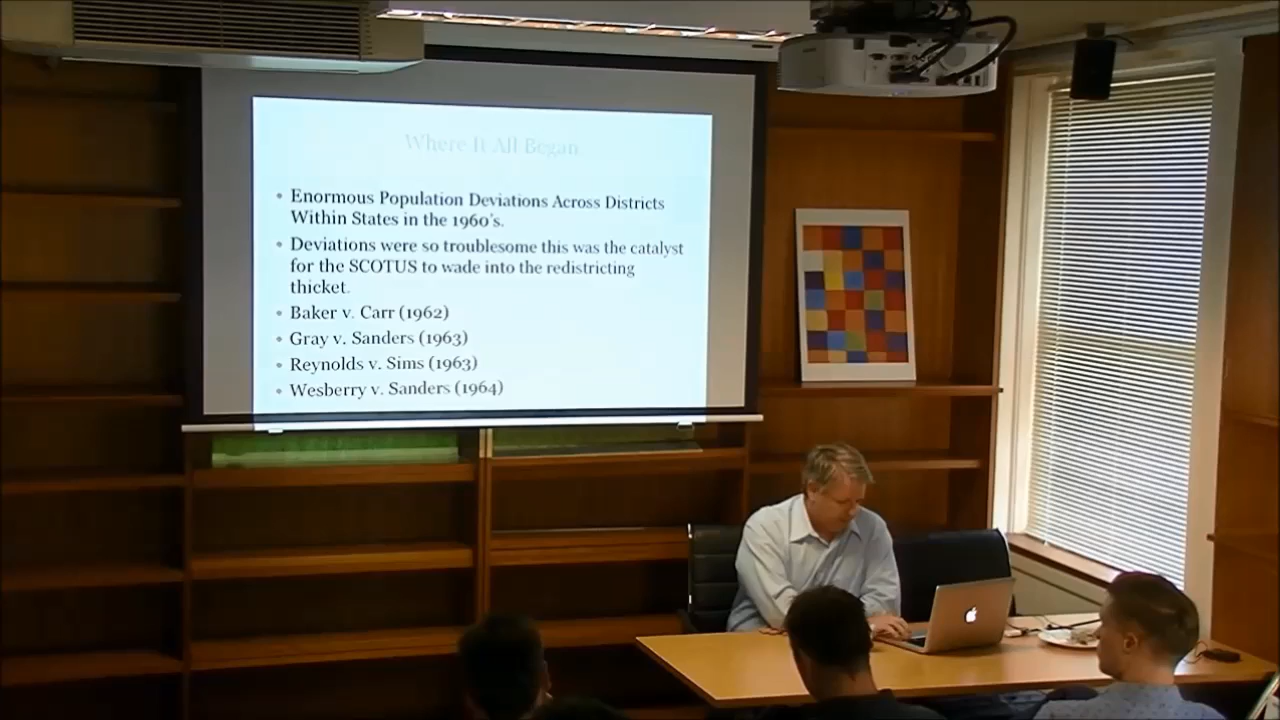 Where It All Began
• Enormous Population Deviations Across Districts
Within States in the 1960's.
• Deviations were so troublesome this was the catalyst
for the SCOTUS to wade into the redistricting
thicket.
• Baker v. Carr (1962)
• Gray v. Sanders (1963)
• Reynolds v. Sims (1963)
• Wesberry v. Sanders (1964)